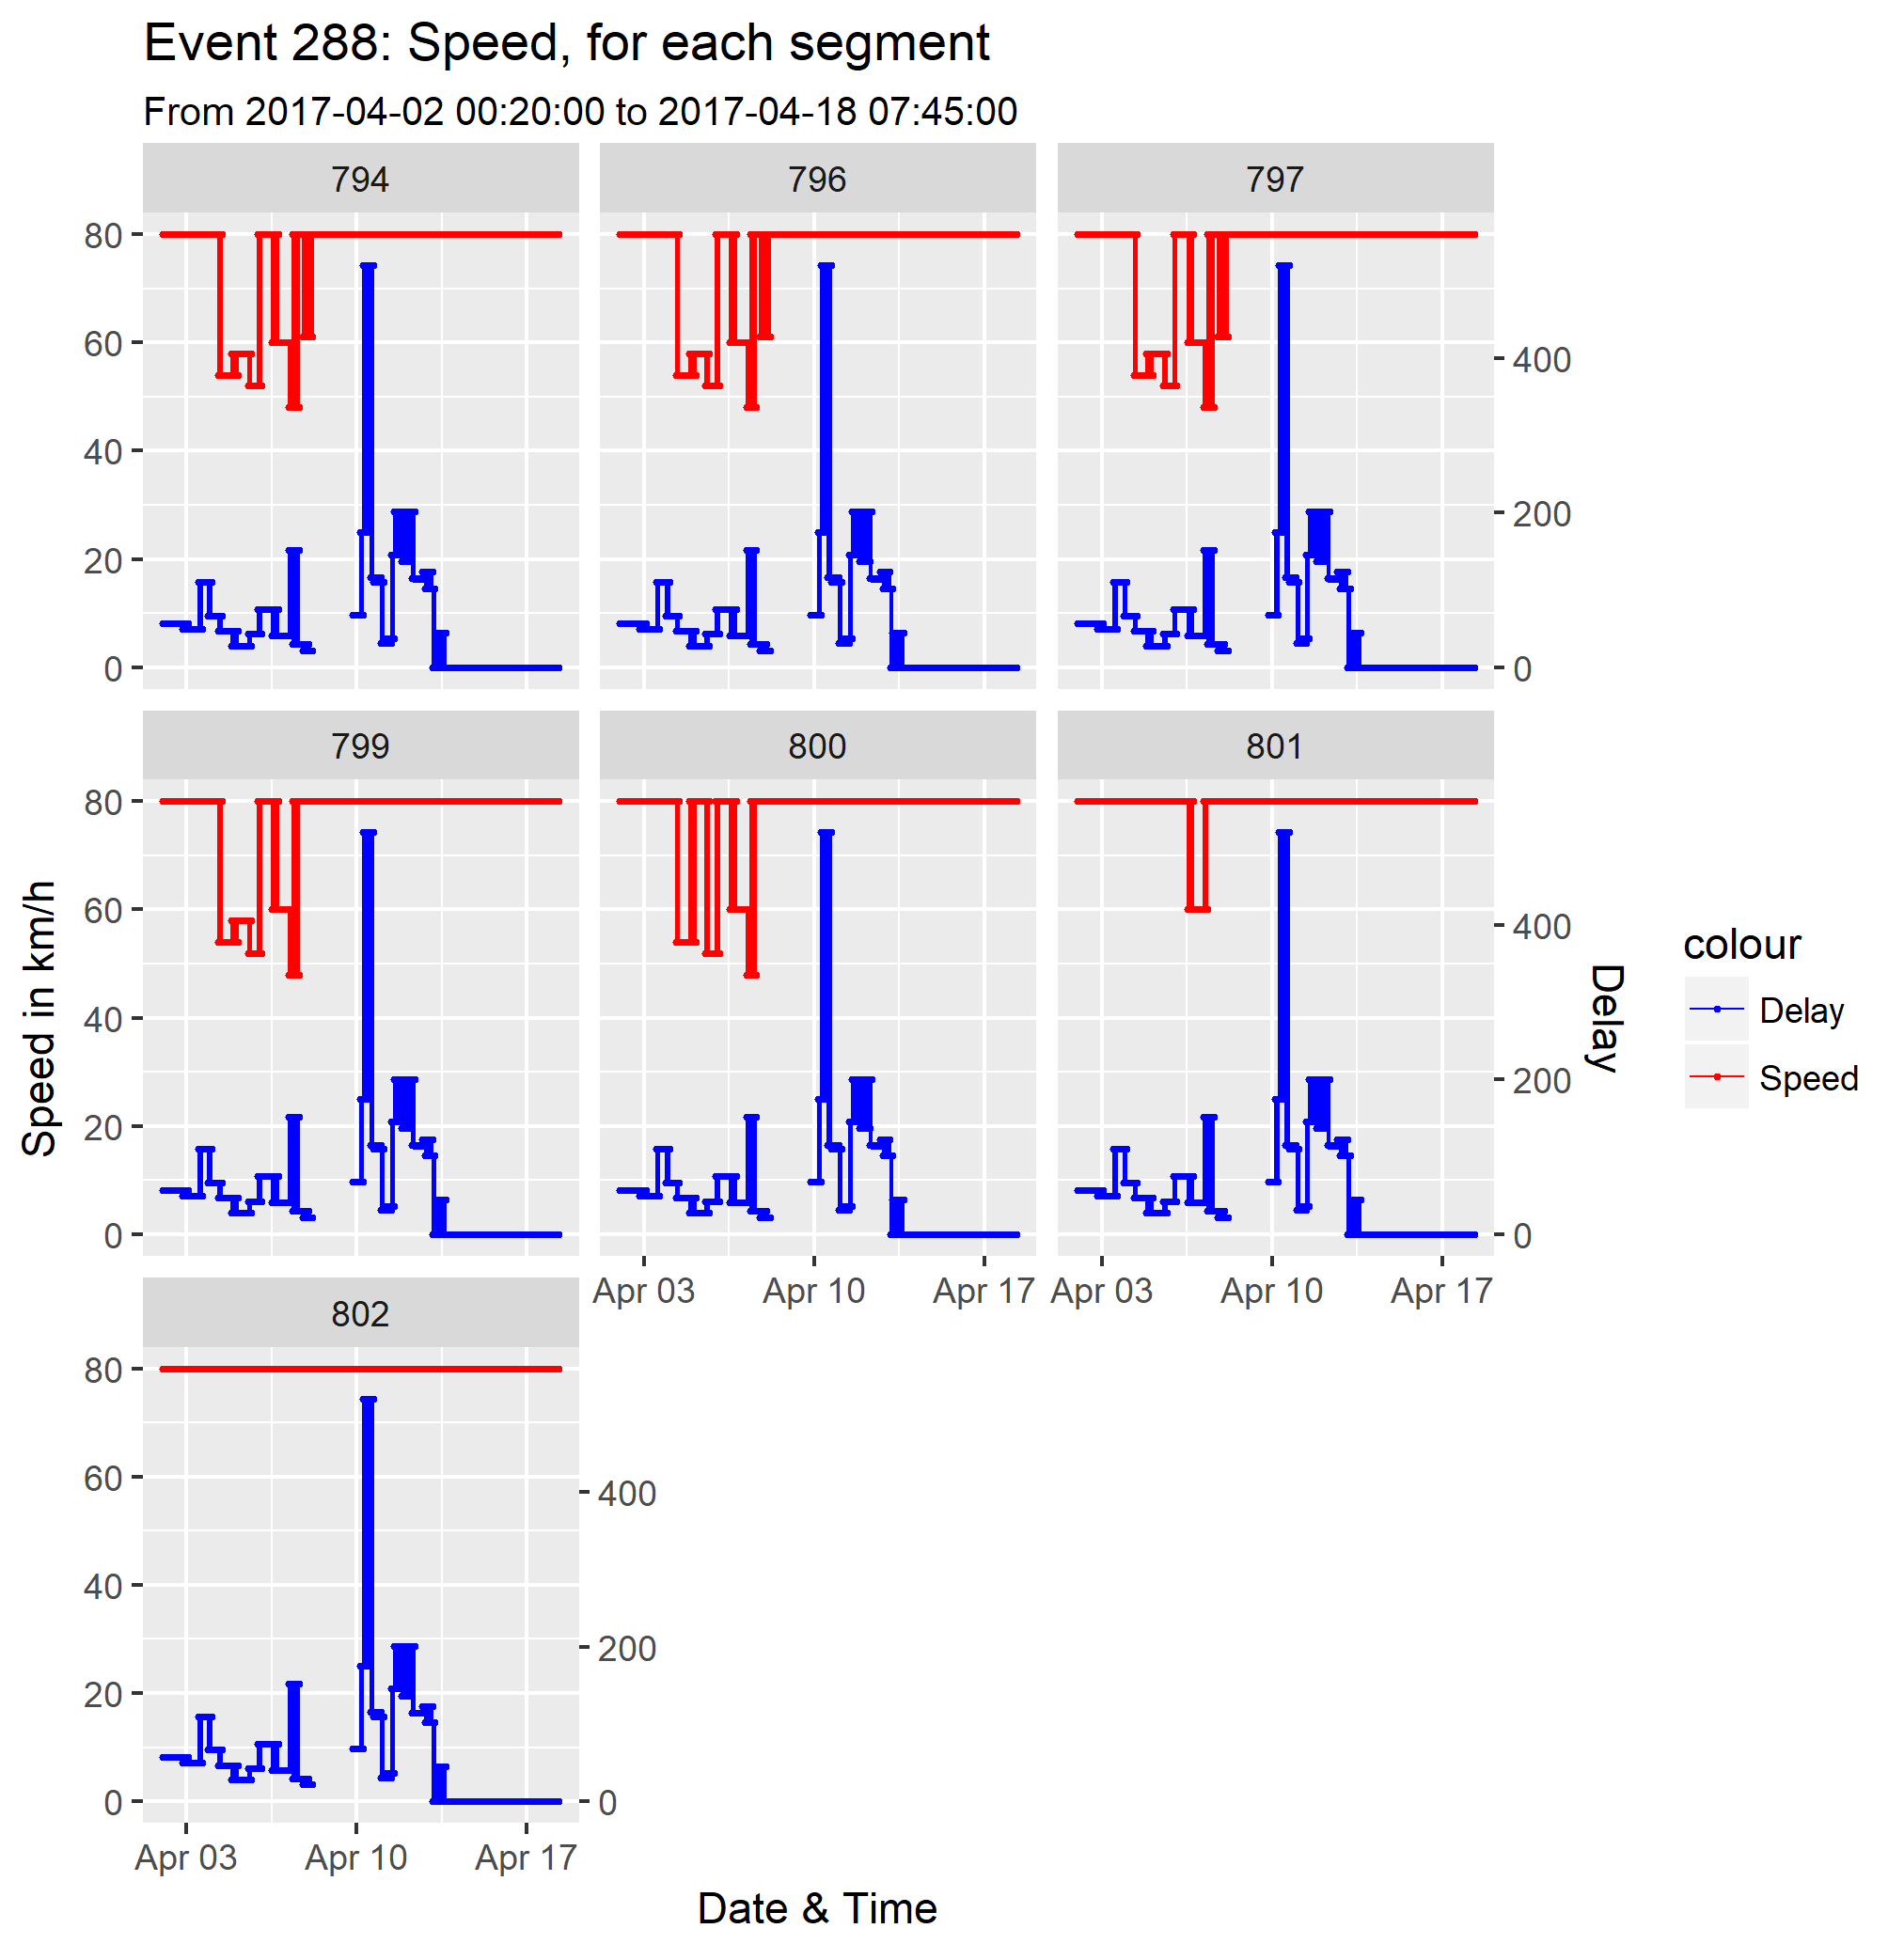 Event 288: Speed, for each segment
From 2017-04-02 00:20:00 to 2017-04-18 07:45:00
794 796 797
80
60
40
20
0
400
200
0
799 800 801
80
60
40
20
0
400
200
0
Apr 03 Apr 10 Apr 17 Apr 03 Apr 10 Apr 17
802
80
60
40
20
0
400
200
0
Apr 03 Apr 10 Apr 17
Date & Time
Speed in km/h
Delay
colour
Delay
Speed